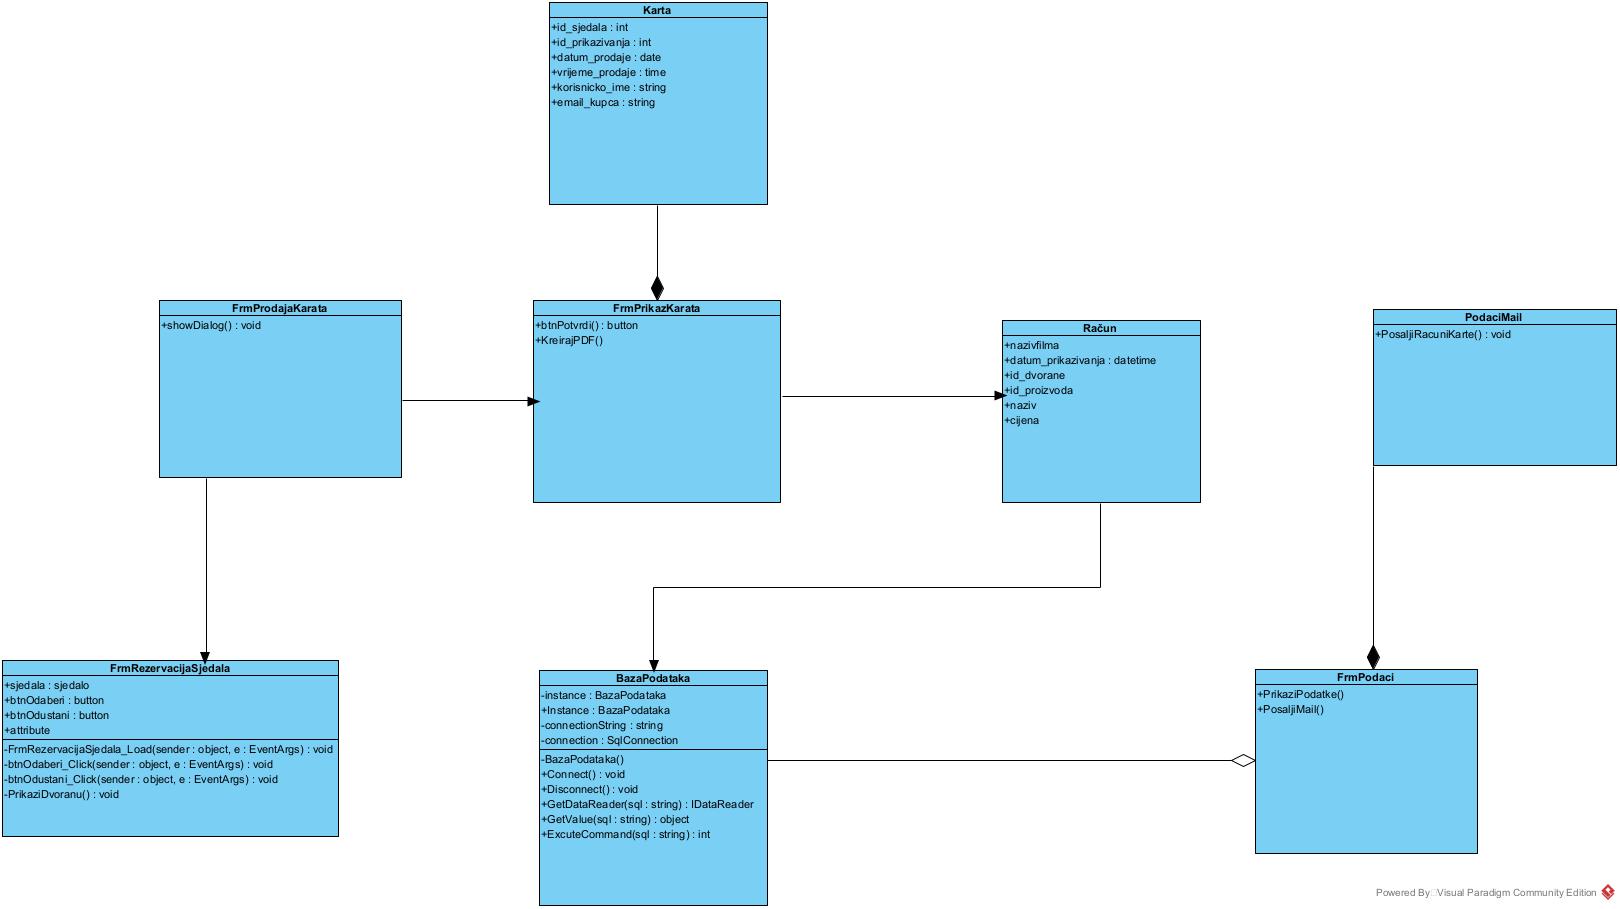 Karta
+id_sjedala : int
+id_prikazivanja : int
+datum_prodaje : date
+vrijeme_prodaje : time
+korisnicko_ime : string
+email_kupca : string
FrmProdajaKarata
+showDialog() : void
FrmPrikazKarata
+btnPotvrdi() : button
+KreirajPDF()
Račun
+nazivfilma
+datum_prikazivanja : datetime
+id_dvorane
+id_proizvoda
+naziv
+cijena
PodaciMail
+PosaljiRacuniKarte() : void
FrmRezervacijaSjedala
+sjedala : sjedalo
+btnOdaberi : button
+btnOdustani : button
+attribute
-FrmRezervacijaSjedala_Load(sender : object, e : EventArgs) : void
-btnOdaberi_Click(sender : object, e : EventArgs) : void
-btnOdustani_Click(sender : object, e : EventArgs) : void
-PrikaziDvoranu() : void
BazaPodataka
-instance : BazaPodataka
+Instance : BazaPodataka
-connectionString : string
-connection : SqlConnection
-BazaPodataka()
+Connect() : void
+Disconnect() : void
+GetDataReader(sql : string) : IDataReader
+GetValue(sql : string) : object
+ExcuteCommand(sql : string) : int
FrmPodaci
+PrikaziPodatke()
+PosaljiMail()
Powered By Visual Paradigm Community Edition